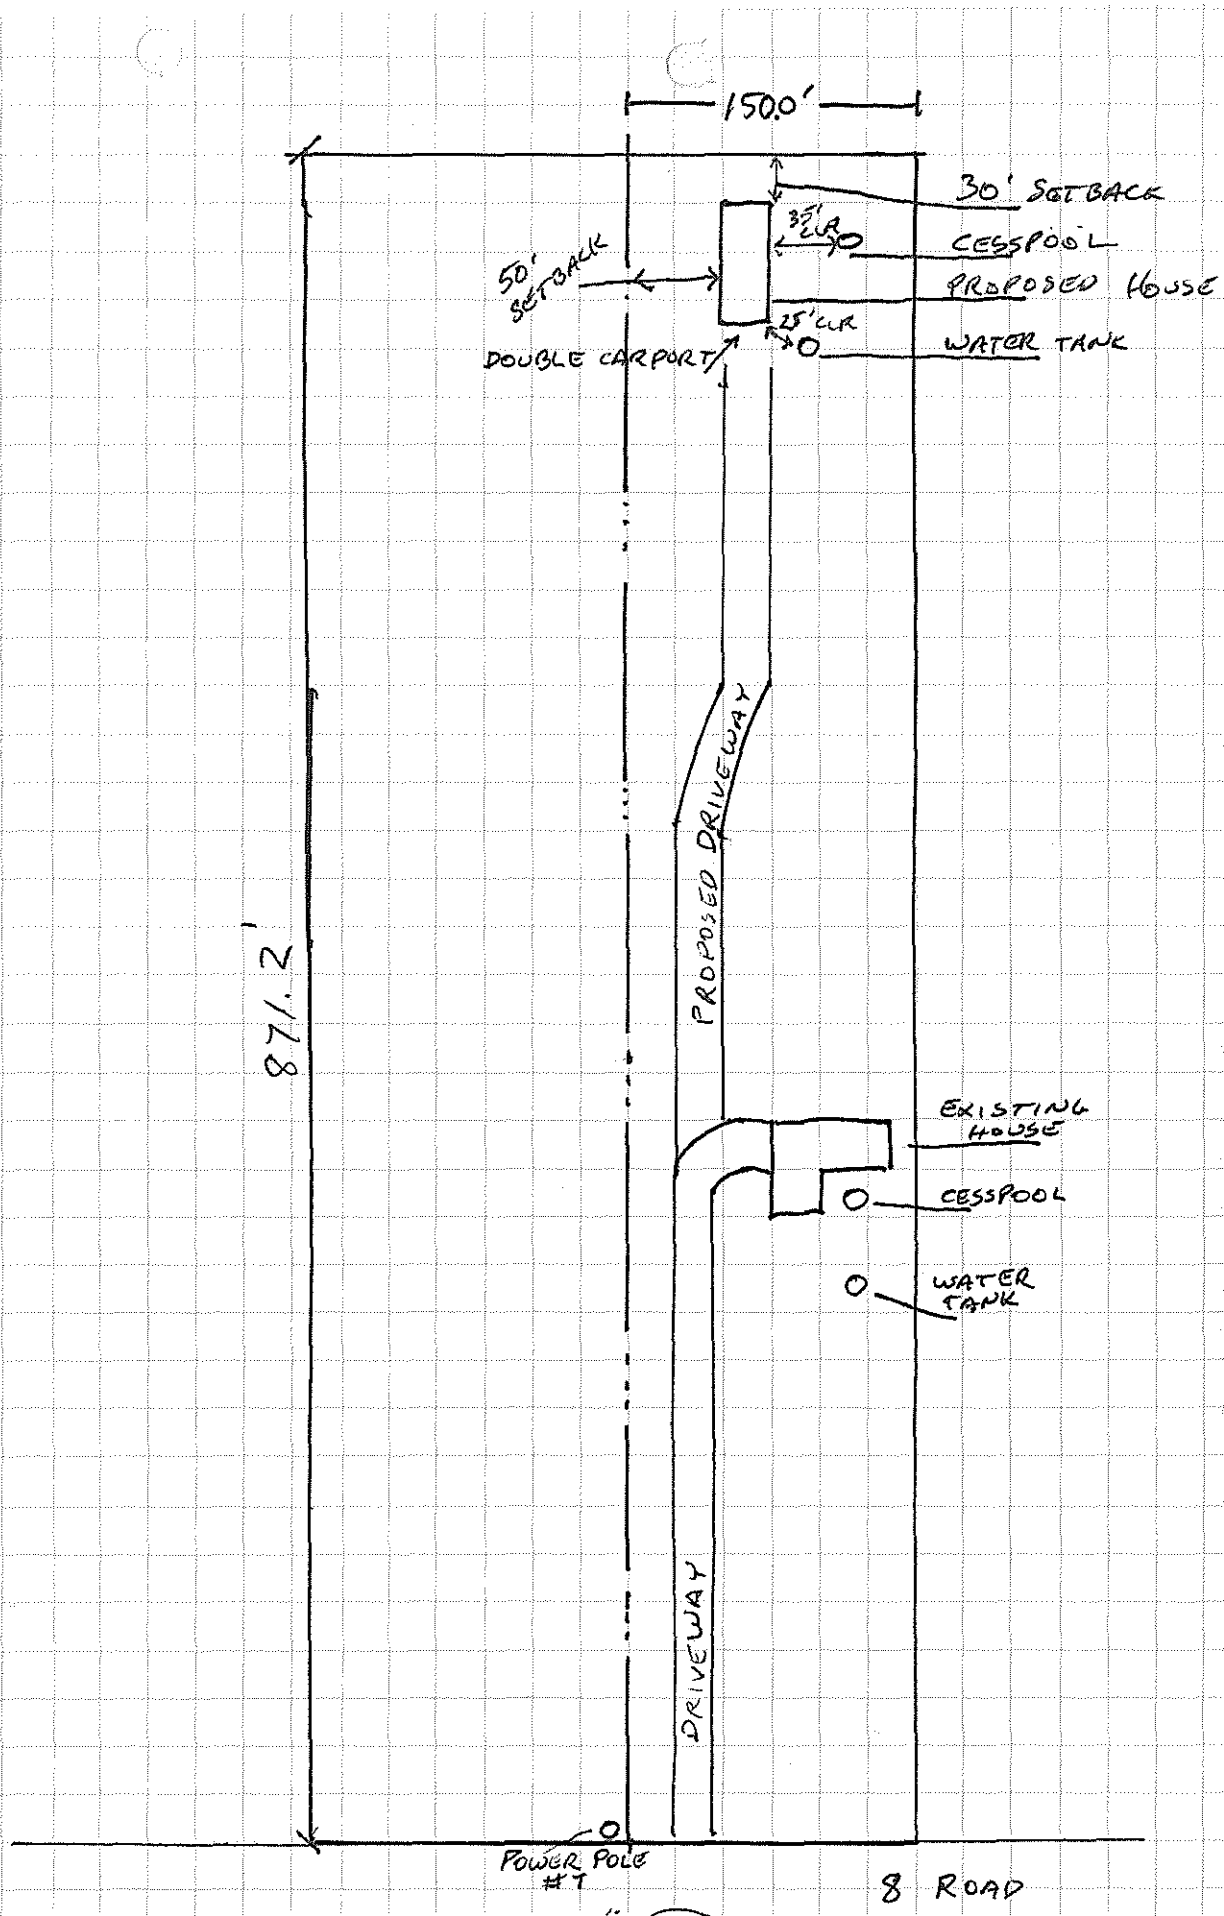 150.0'
30' SETBACK
35'
CLR
CESSPOOL
50'
SETBACK
PROPOSED HOUSE
25' CLR
WATER TANK
DOUBLE CARPORT
PROPOSED DRIVEWAY
871.2'
EXISTING
HOUSE
CESSPOOL
WATER
TANK
DRIVEWAY
POWER POLE
#7
8 ROAD